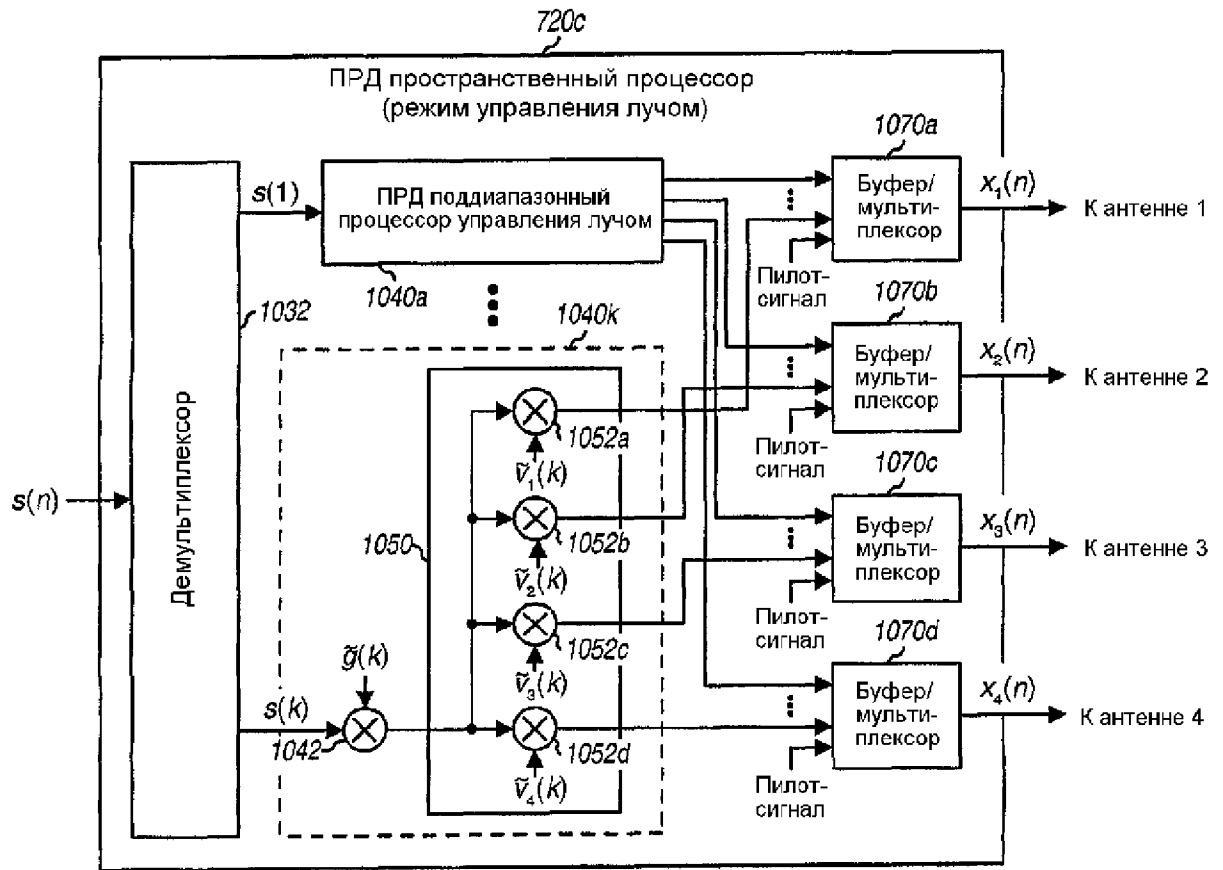 720c
ПРД пространственный процессор
(режим управления лучом)
s(n)
Демультиплексор
1032
s(1)
ПРД поддиапазонный
процессор управления лучом
1040a
1040k
1050
1052a
ṽ₁(k)
1052b
ṽ₂(k)
1052c
ṽ₃(k)
1052d
ṽ₄(k)
g̃(k)
s(k)
1042
1070a
Буфер/
мульти-
плексор
x₁(n)
К антенне 1
Пилот-
сигнал
1070b
Буфер/
мульти-
плексор
x₂(n)
К антенне 2
Пилот-
сигнал
1070c
Буфер/
мульти-
плексор
x₃(n)
К антенне 3
Пилот-
сигнал
1070d
Буфер/
мульти-
плексор
x₄(n)
К антенне 4
Пилот-
сигнал